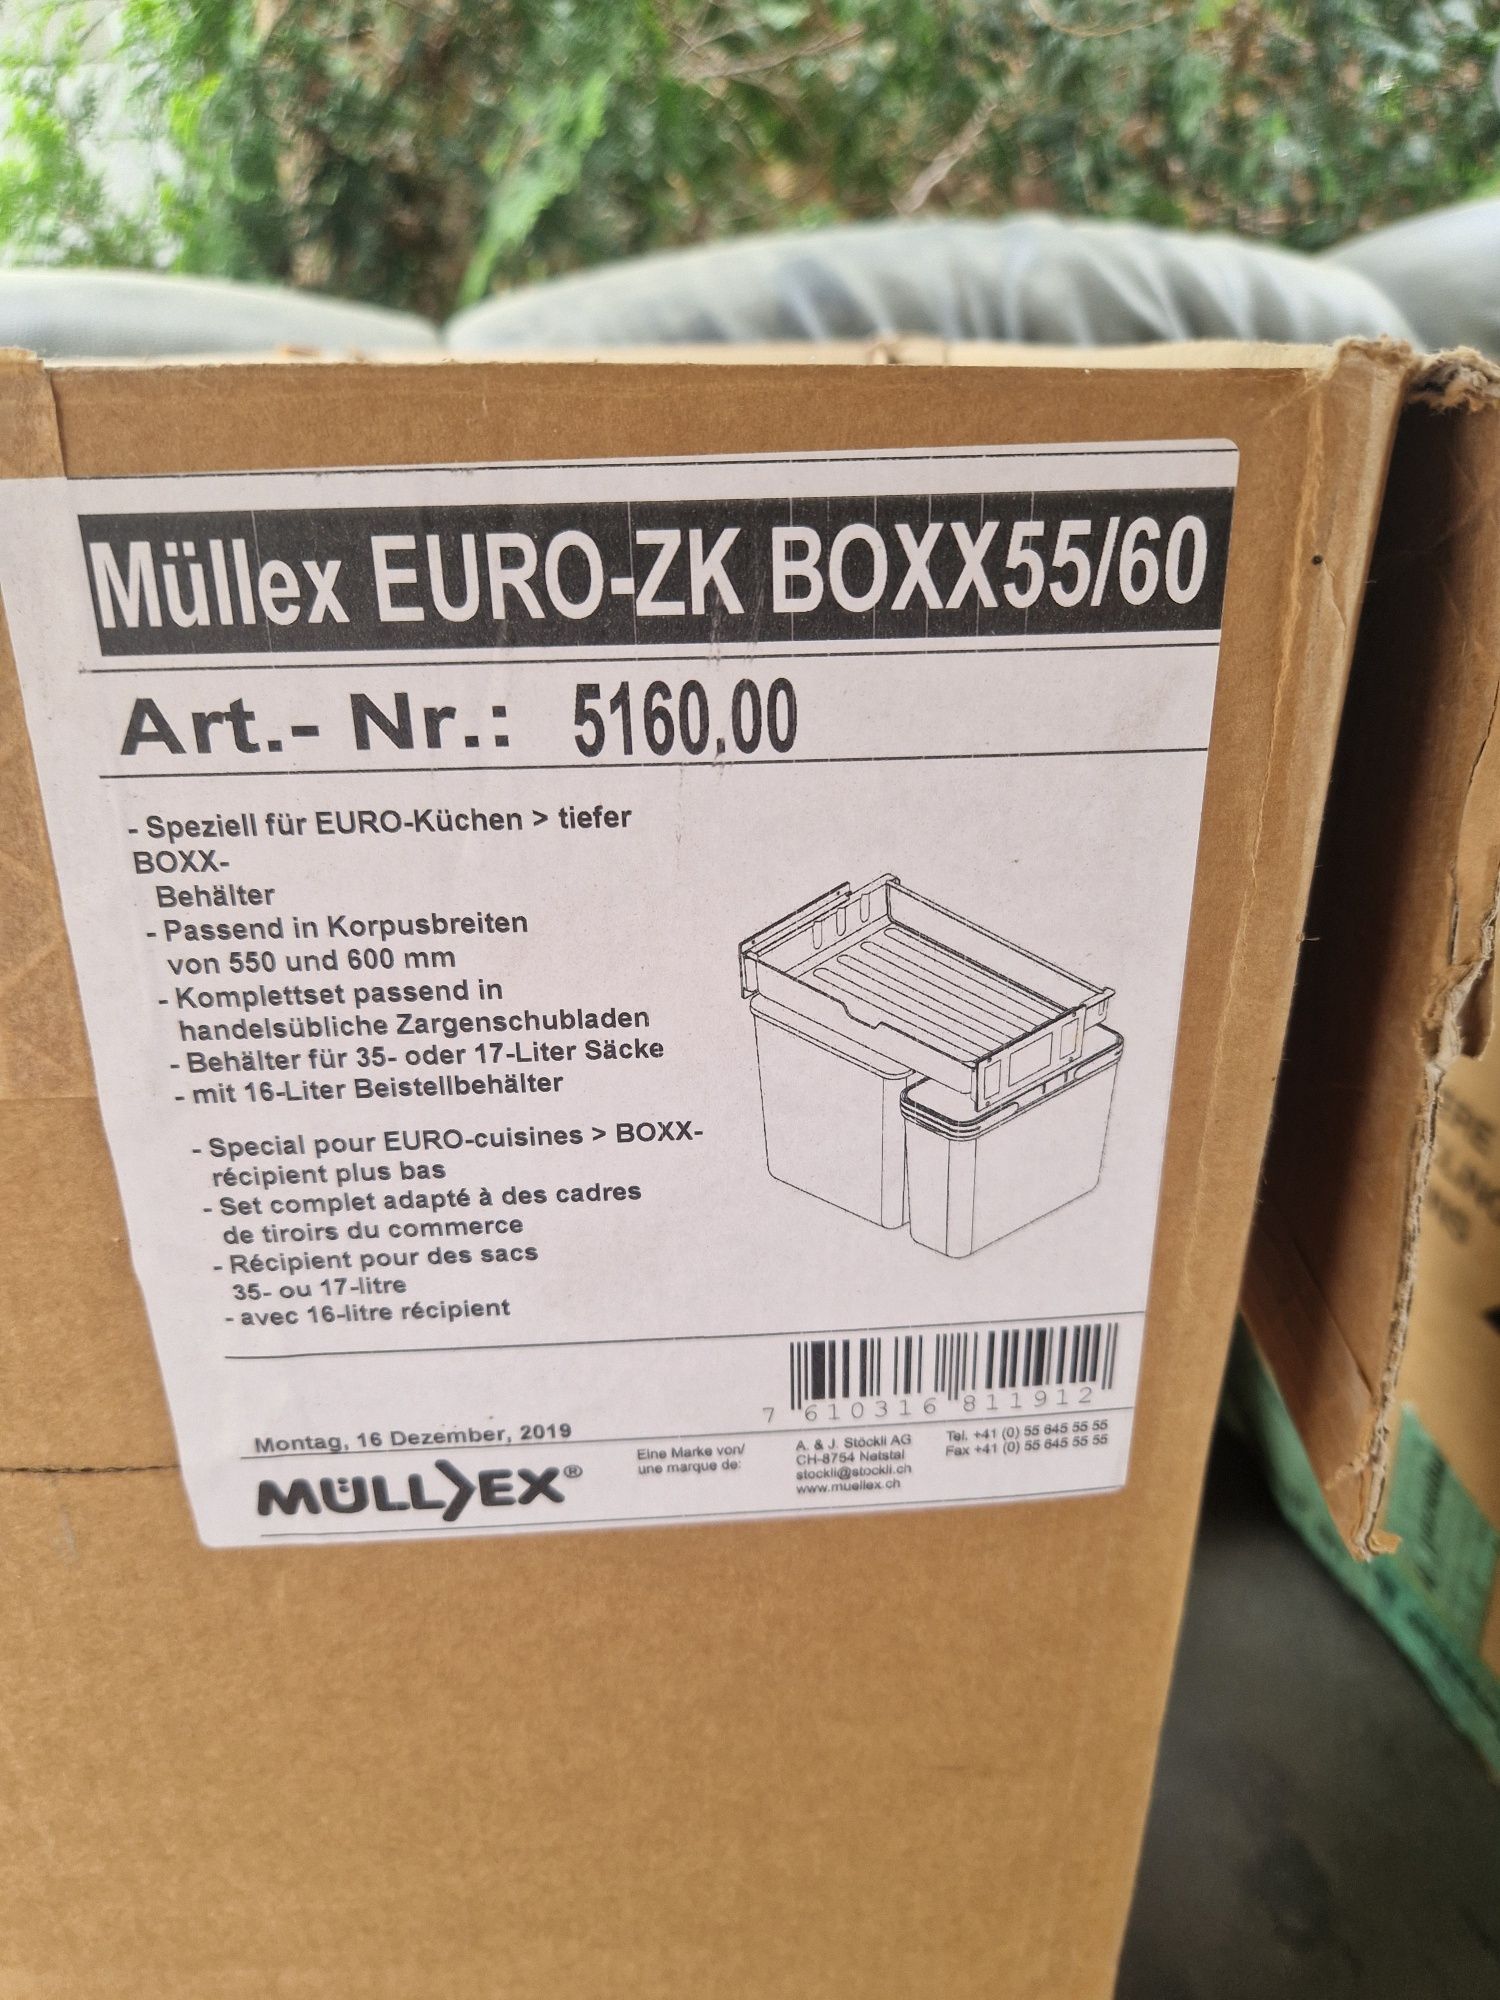 Müllex EURO-ZK BOXX55/60
Art.- Nr.: 5160.00
- Speziell für EURO-Küchen > tiefer
BOXX-
Behälter
- Passend in Korpusbreiten
von 550 und 600 mm
- Komplettset passend in
handelsübliche Zargenschubladen
- Behälter für 35- oder 17-Liter Säcke
- mit 16-Liter Beistellbehälter
- Special pour EURO-cuisines > BOXX-
récipient plus bas
- Set complet adapté à des cadres
de tiroirs du commerce
- Récipient pour des sacs
35- ou 17-litre
- avec 16-litre récipient
7 610316 811912
Montag, 16 Dezember, 2019
MÜLLEX®
Eine Marke von/
une marque de:
A. & J. Stöckli AG
CH-8754 Netstal
stockli@stockli.ch
www.muellex.ch
Tel. +41 (0) 55 645 55 55
Fax +41 (0) 55 645 55 55